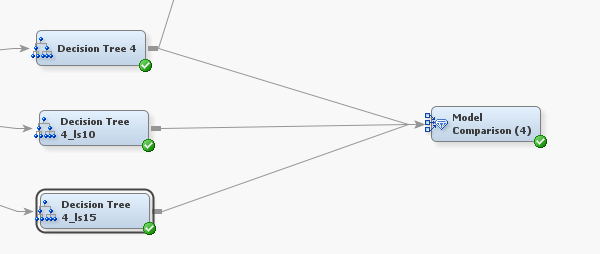 Decision Tree 4
Decision Tree
4_ls10
Decision Tree
4_ls15
Model
Comparison (4)